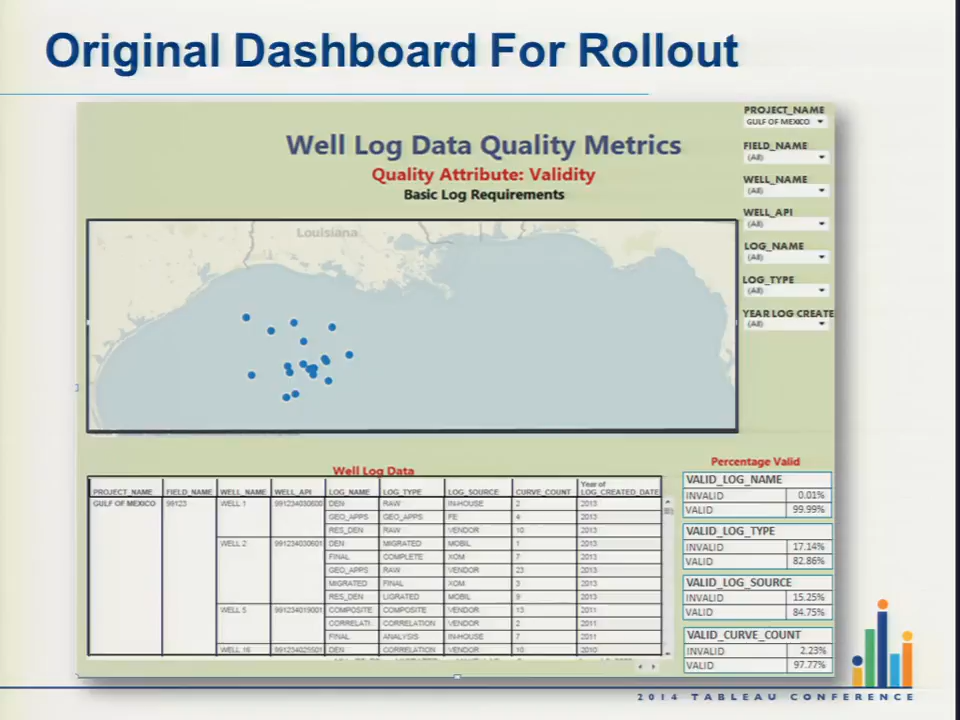 Original Dashboard For Rollout
Well Log Data Quality Metrics
Quality Attribute: Validity
Basic Log Requirements
PROJECT_NAME
GULF OF MEXICO
FIELD_NAME
(All)
WELL_NAME
(All)
WELL_API
(All)
LOG_NAME
(All)
LOG_TYPE
(All)
YEAR LOG CREATE
(All)
Louisiana
Well Log Data
PROJECT_NAME FIELD_NAME WELL_NAME WELL_API LOG_NAME LOG_TYPE LOG_SOURCE CURVE_COUNT Year of LOG_CREATED_DATE
GULF OF MEXICO 99123 WELL 1 991234030600 DEN RAW IN-HOUSE 2 2013
GEO_APPS GEO_APPS FE 4 2013
RES_DEN RAW VENDOR 10 2013
WELL 2 991234030601 DEN MIGRATED MOBIL 1 2013
FINAL COMPLETE XOM 7 2013
GEO_APPS RAW VENDOR 23 2013
MIGRATED FINAL XOM 3 2013
RES_DEN LIGRATED MOBIL 9 2013
WELL 5 991234019001 COMPOSITE COMPOSITE VENDOR 13 2011
CORRELATI.. CORRELATION VENDOR 2 2011
FINAL ANALYSIS IN-HOUSE 7 2011
WELL 16 DEN CORRELATION VENDOR 10 2010
Percentage Valid
VALID_LOG_NAME
INVALID 0.01%
VALID 99.99%
VALID_LOG_TYPE
INVALID 17.14%
VALID 82.86%
VALID_LOG_SOURCE
INVALID 15.25%
VALID 84.75%
VALID_CURVE_COUNT
INVALID 2.23%
VALID 97.77%
2014 TABLEAU CONFERENCE